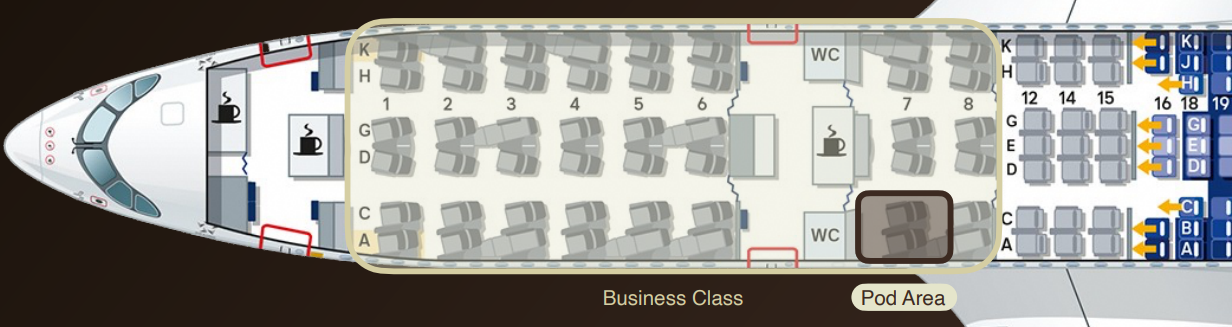 K
H
1 2 3 4 5 6
G
D
C
A
WC
WC
7 8
K
H
12 14 15
G
E
D
C
A
K
J
H
16 18 19
G
E
D
C
B
A
Business Class
Pod Area